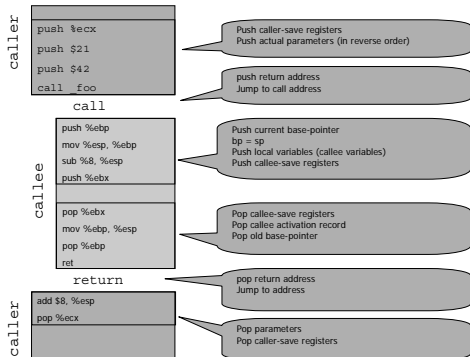 caller
push %ecx
push $21
push $42
call _foo
Push caller-save registers
Push actual parameters (in reverse order)
push return address
Jump to call address
call
callee
push %ebp
mov %esp, %ebp
sub %8, %esp
push %ebx
Push current base-pointer
bp = sp
Push local variables (callee variables)
Push callee-save registers
pop %ebx
mov %ebp, %esp
pop %ebp
ret
Pop callee-save registers
Pop callee activation record
Pop old base-pointer
return
pop return address
Jump to address
caller
add $8, %esp
pop %ecx
Pop parameters
Pop caller-save registers